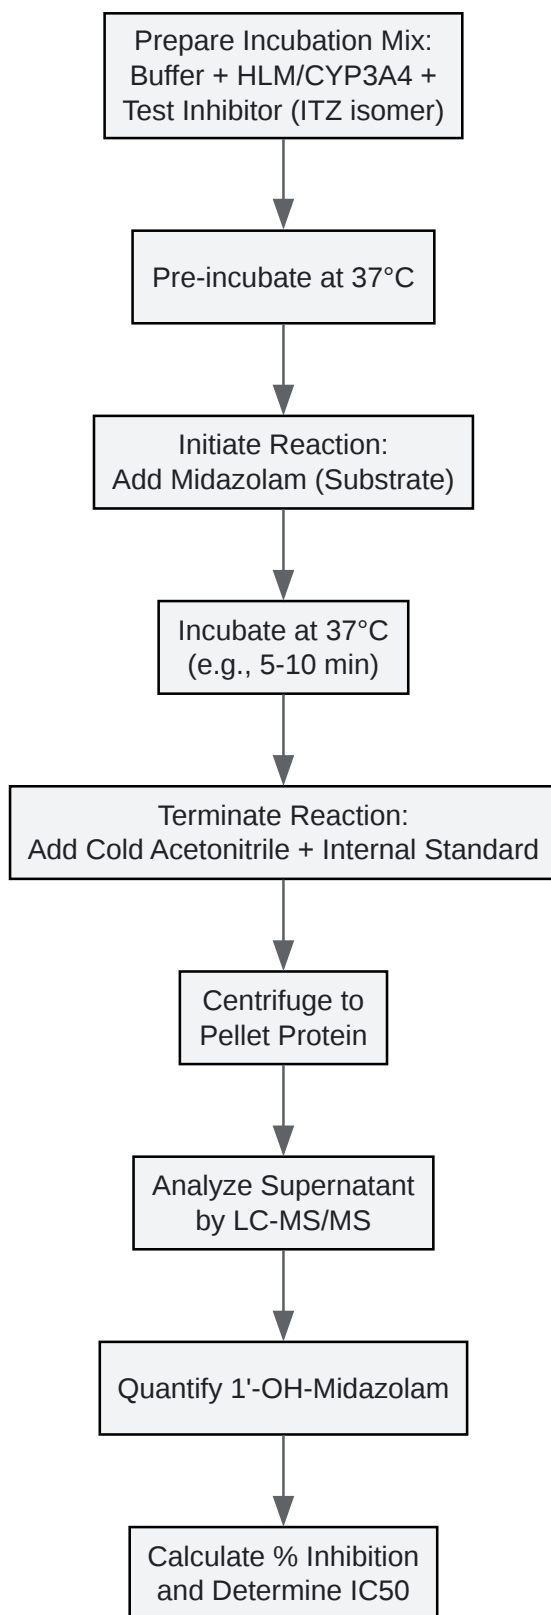 Prepare Incubation Mix:
Buffer + HLM/CYP3A4 +
Test Inhibitor (ITZ isomer)
Pre-incubate at 37°C
Initiate Reaction:
Add Midazolam (Substrate)
Incubate at 37°C
(e.g., 5-10 min)
Terminate Reaction:
Add Cold Acetonitrile + Internal Standard
Centrifuge to
Pellet Protein
Analyze Supernatant
by LC-MS/MS
Quantify 1'-OH-Midazolam
Calculate % Inhibition
and Determine IC50